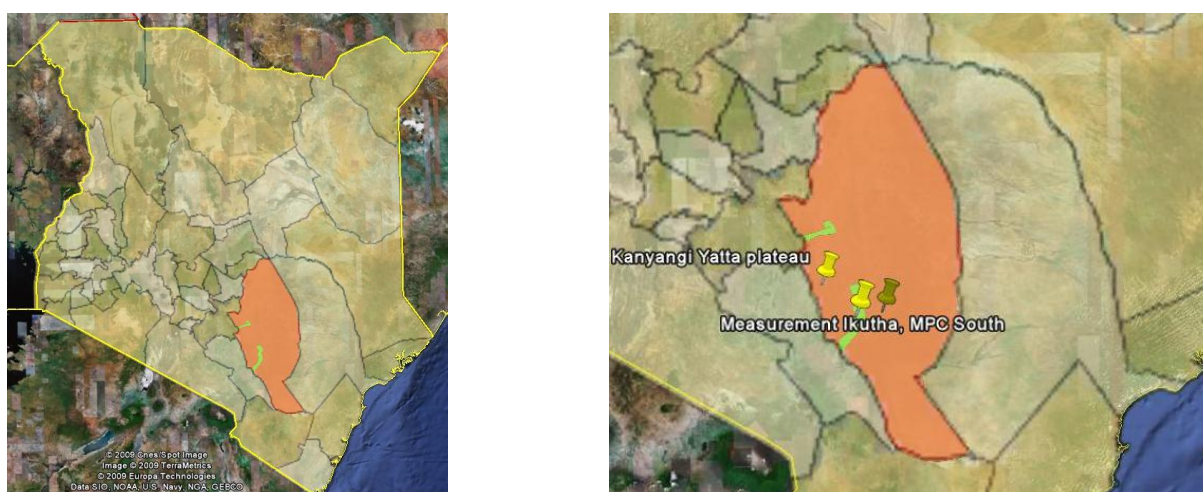 © 2009 Cnes/Spot Image
Image © 2009 TerraMetrics
© 2009 Europa Technologies
Data SIO, NOAA, U.S. Navy, NGA, GEBCO
Kanyangi Yatta plateau
Measurement Ikutha, MPC South